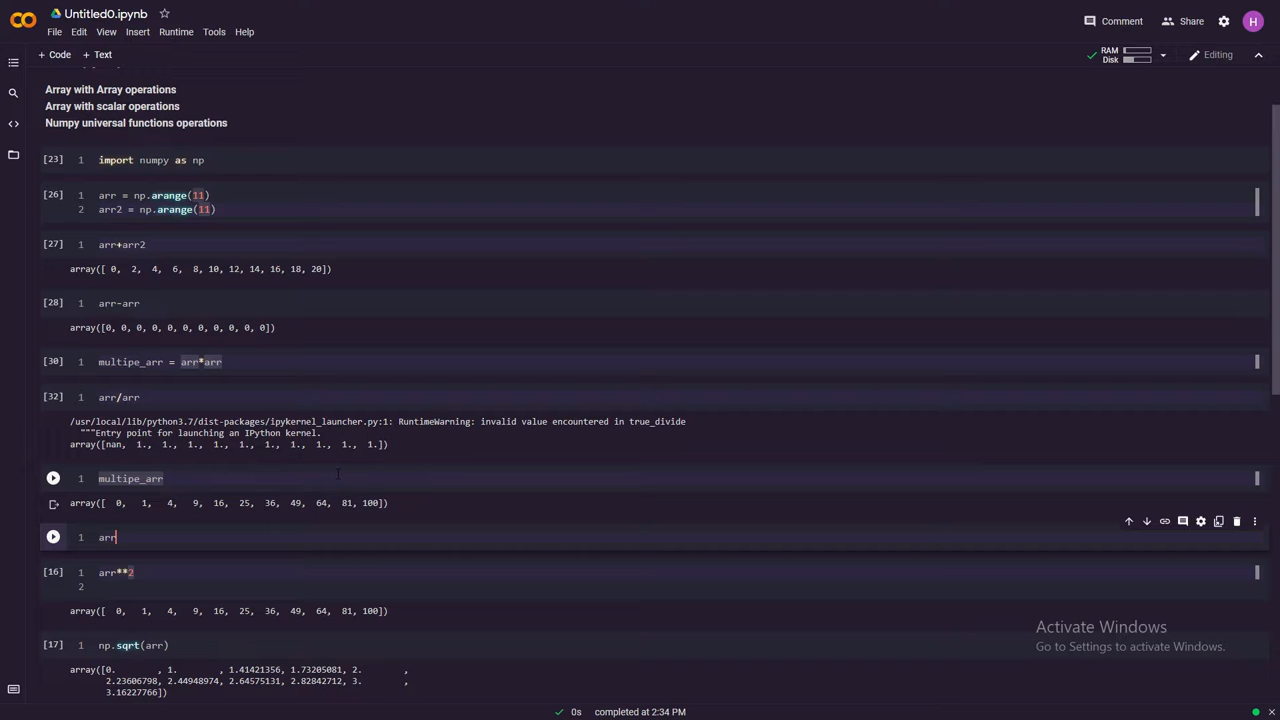 Untitled0.ipynb
Comment
Share
H
File Edit View Insert Runtime Tools Help
+ Code + Text
RAM
Disk
Editing
Array with Array operations
Array with scalar operations
Numpy universal functions operations
[23] 1 import numpy as np
[26] 1 arr = np.arange(11)
2 arr2 = np.arange(11)
[27] 1 arr+arr2
array([ 0, 2, 4, 6, 8, 10, 12, 14, 16, 18, 20])
[28] 1 arr-arr
array([0, 0, 0, 0, 0, 0, 0, 0, 0, 0, 0])
[30] 1 multipe_arr = arr*arr
[32] 1 arr/arr
/usr/local/lib/python3.7/dist-packages/ipykernel_launcher.py:1: RuntimeWarning: invalid value encountered in true_divide
"""Entry point for launching an IPython kernel.
array([nan, 1., 1., 1., 1., 1., 1., 1., 1., 1., 1.])
1 multipe_arr
array([ 0, 1, 4, 9, 16, 25, 36, 49, 64, 81, 100])
1 arr
[16] 1 arr**2
2
array([ 0, 1, 4, 9, 16, 25, 36, 49, 64, 81, 100])
[17] 1 np.sqrt(arr)
array([0. , 1. , 1.41421356, 1.73205081, 2. ,
2.23606798, 2.44948974, 2.64575131, 2.82842712, 3. ,
3.16227766])
Activate Windows
Go to Settings to activate Windows.
0s completed at 2:34 PM